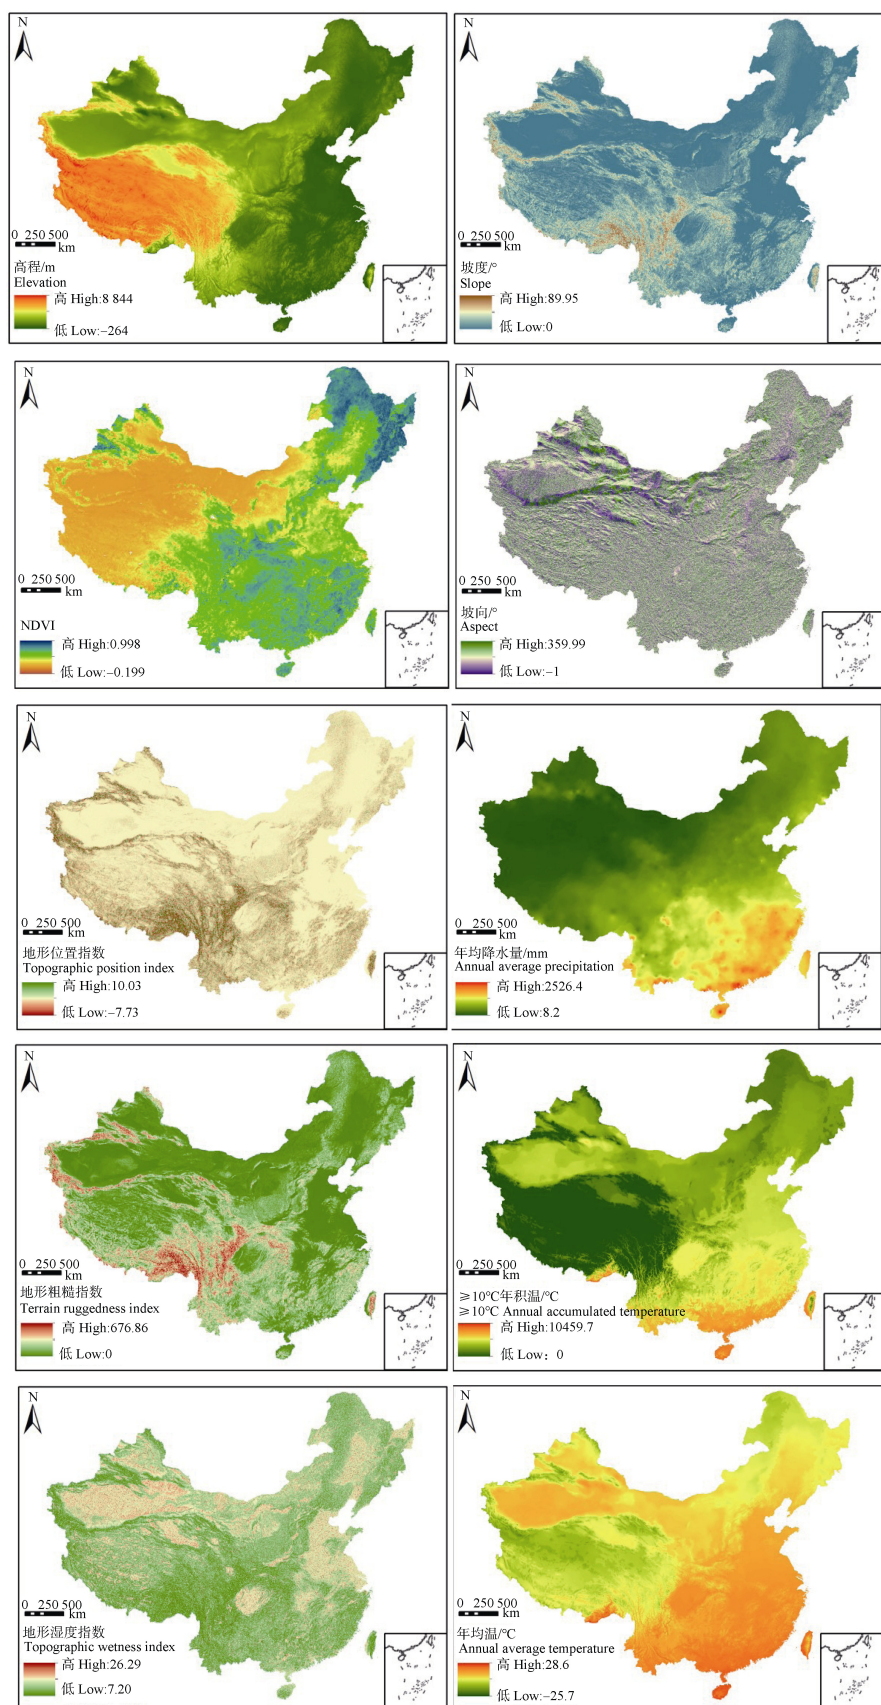 N
0 250 500
km
高程/m
Elevation
高 High:8 844
低 Low:−264
N
0 250 500
km
坡度/°
Slope
高 High:89.95
低 Low:0
N
0 250 500
km
NDVI
高 High:0.998
低 Low:−0.199
N
0 250 500
km
坡向/°
Aspect
高 High:359.99
低 Low:−1
N
0 250 500
km
地形位置指数
Topographic position index
高 High:10.03
低 Low:−7.73
N
0 250 500
km
年均降水量/mm
Annual average precipitation
高 High:2526.4
低 Low:8.2
N
0 250 500
km
地形粗糙指数
Terrain ruggedness index
高 High:676.86
低 Low:0
N
0 250 500
km
≥10℃年积温/℃
≥10℃ Annual accumulated temperature
高 High:10459.7
低 Low：0
N
0 250 500
km
地形湿度指数
Topographic wetness index
高 High:26.29
低 Low:7.20
N
0 250 500
km
年均温/℃
Annual average temperature
高 High:28.6
低 Low:−25.7